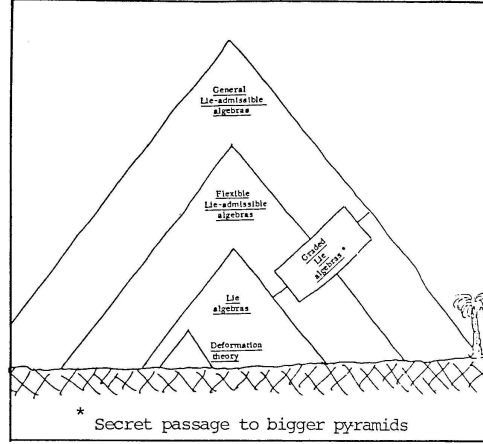 General
Lie-admissible
algebras
Flexible
Lie-admissible
algebras
Graded
Lie
algebras*
Lie
algebras
Deformation
theory
* Secret passage to bigger pyramids